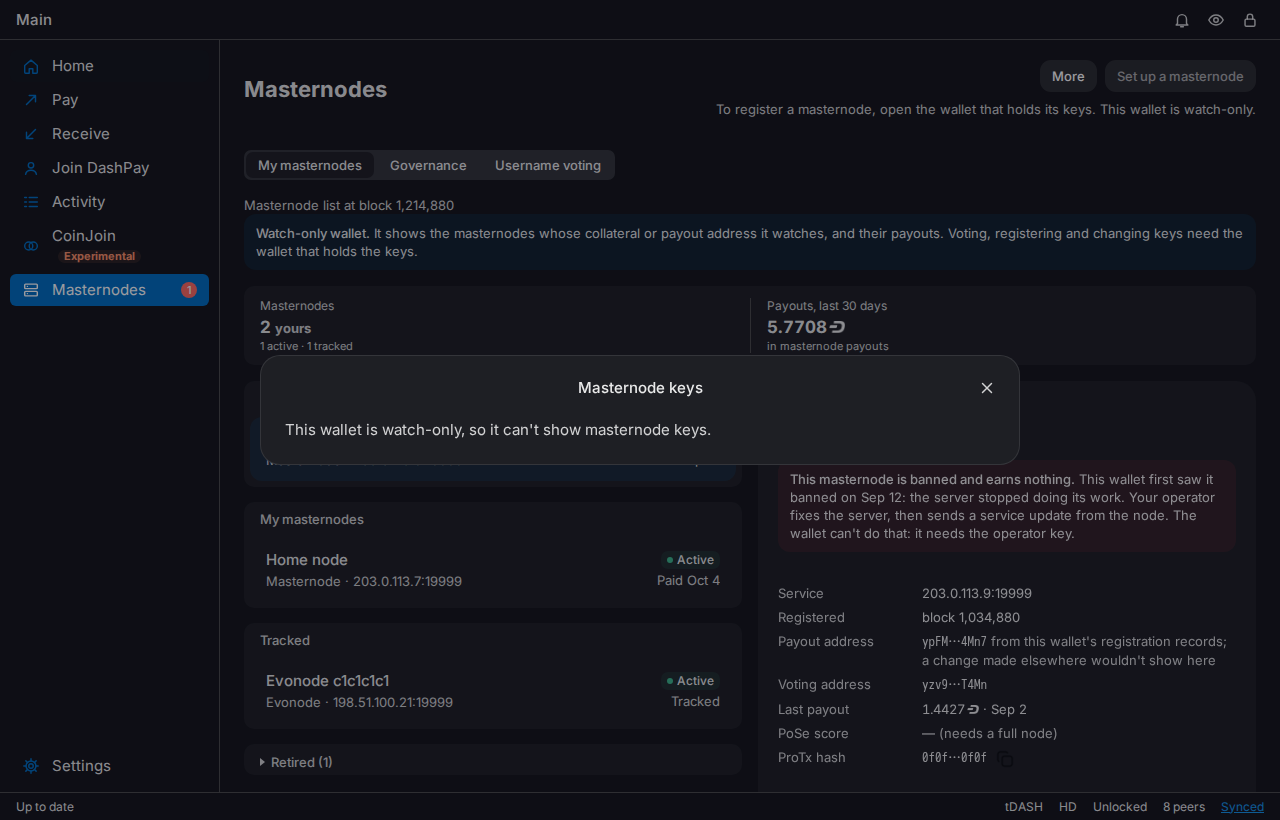 Main
Home
Pay
Receive
Join DashPay
Activity
CoinJoin
Experimental
Masternodes
1
Settings
Masternodes
More
Set up a masternode
To register a masternode, open the wallet that holds its keys. This wallet is watch-only.
My masternodes
Governance
Username voting
Masternode list at block 1,214,880
Watch-only wallet. It shows the masternodes whose collateral or payout address it watches, and their payouts. Voting, registering and changing keys need the
wallet that holds the keys.
Masternodes
2 yours
1 active · 1 tracked
Payouts, last 30 days
5.7708
in masternode payouts
Masternode keys
This wallet is watch-only, so it can't show masternode keys.
My masternodes
Home node
Active
Masternode · 203.0.113.7:19999
Paid Oct 4
Tracked
Evonode c1c1c1c1
Active
Evonode · 198.51.100.21:19999
Tracked
Retired (1)
This masternode is banned and earns nothing. This wallet first saw it
banned on Sep 12: the server stopped doing its work. Your operator
fixes the server, then sends a service update from the node. The
wallet can't do that: it needs the operator key.
Service 203.0.113.9:19999
Registered block 1,034,880
Payout address ypFM⋯4Mn7 from this wallet's registration records;
a change made elsewhere wouldn't show here
Voting address yzv9⋯T4Mn
Last payout 1.4427 · Sep 2
PoSe score — (needs a full node)
ProTx hash 0f0f⋯0f0f
Up to date
tDASH
HD
Unlocked
8 peers
Synced